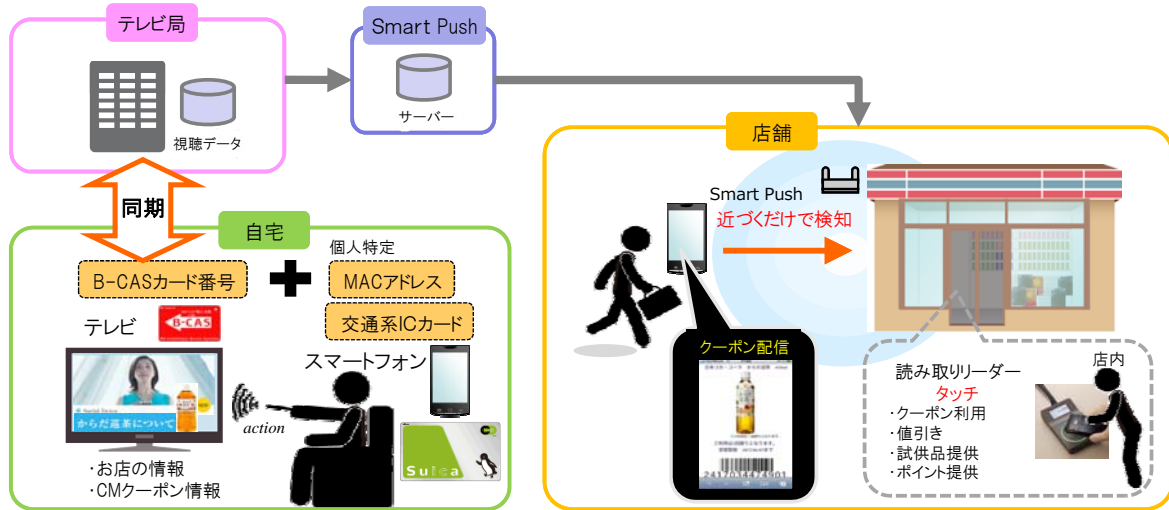 テレビ局
視聴データ
Smart Push
サーバー
同期
自宅
B-CASカード番号
個人特定
MACアドレス
交通系ICカード
テレビ
B-CAS
スマートフォン
からだ巡茶について
action
Suica
・お店の情報
・CMクーポン情報
店舗
Smart Push
近づくだけで検知
クーポン配信
2417034474901
店内
読み取りリーダー
タッチ
・クーポン利用
・値引き
・試供品提供
・ポイント提供